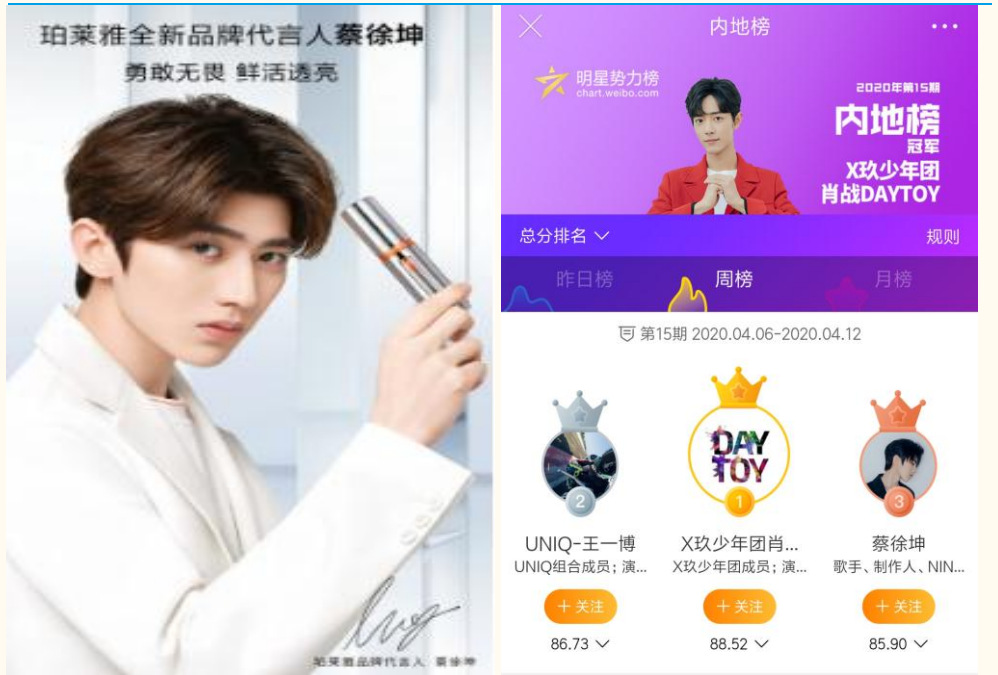 珀莱雅全新品牌代言人蔡徐坤
勇敢无畏 鲜活透亮
珀莱雅品牌代言人 蔡徐坤
内地榜
明星势力榜
chart.weibo.com
2020年第15期
内地榜
冠军
X玖少年团
肖战DAYTOY
总分排名
规则
昨日榜
周榜
月榜
第15期 2020.04.06-2020.04.12
DAY
TOY
2
1
3
UNIQ-王一博
X玖少年团肖...
蔡徐坤
UNIQ组合成员；演...
X玖少年团成员；演...
歌手、制作人、NIN...
+ 关注
+ 关注
+ 关注
86.73
88.52
85.90